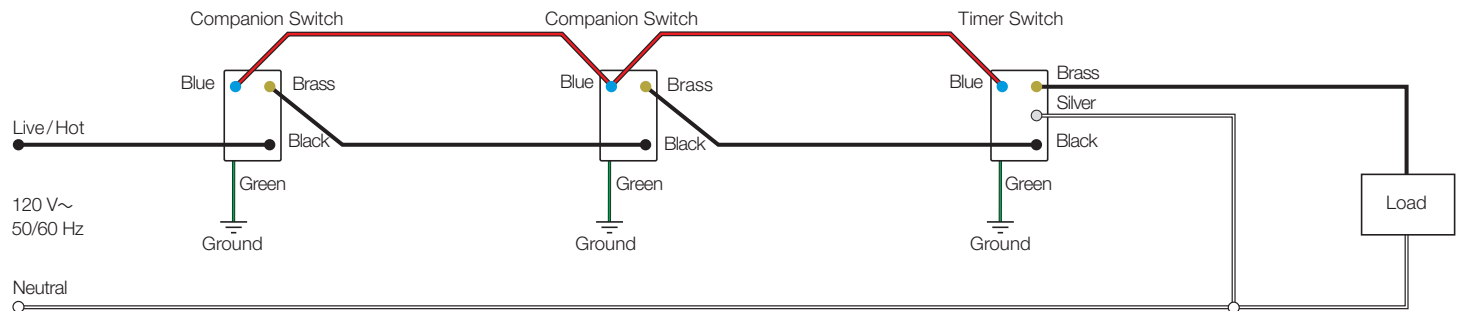 Companion Switch
Companion Switch
Timer Switch
Blue
Brass
Blue
Brass
Blue
Brass
Silver
Live/Hot
Black
Black
Black
Green
Green
Green
Load
120 V~
50/60 Hz
Ground
Ground
Ground
Neutral